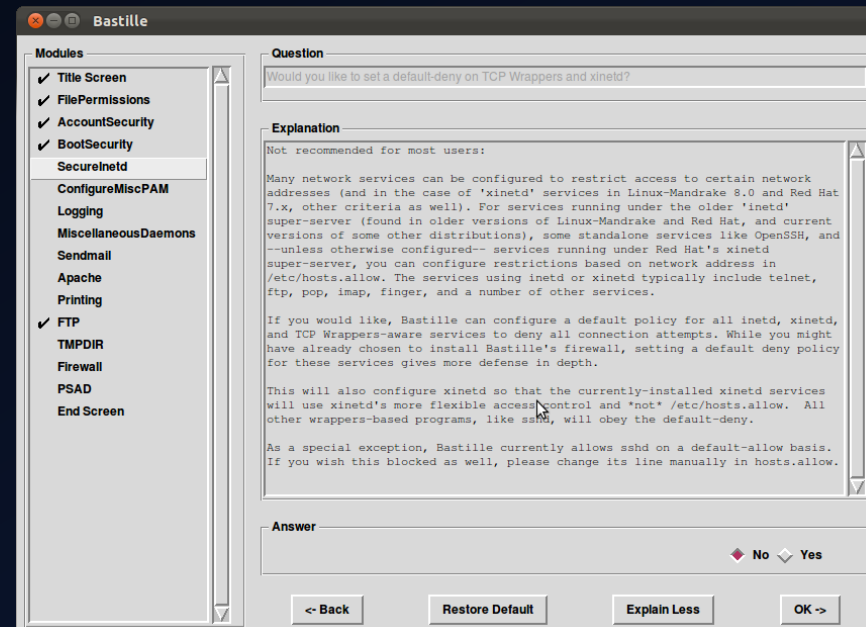 Bastille
Modules
Title Screen
FilePermissions
AccountSecurity
BootSecurity
SecureInetd
ConfigureMiscPAM
Logging
MiscellaneousDaemons
Sendmail
Apache
Printing
FTP
TMPDIR
Firewall
PSAD
End Screen
Question
Would you like to set a default-deny on TCP Wrappers and xinetd?
Explanation
Not recommended for most users:
Many network services can be configured to restrict access to certain network
addresses (and in the case of 'xinetd' services in Linux-Mandrake 8.0 and Red Hat
7.x, other criteria as well). For services running under the older 'inetd'
super-server (found in older versions of Linux-Mandrake and Red Hat, and current
versions of some other distributions), some standalone services like OpenSSH, and
--unless otherwise configured-- services running under Red Hat's xinetd
super-server, you can configure restrictions based on network address in
/etc/hosts.allow. The services using inetd or xinetd typically include telnet,
ftp, pop, imap, finger, and a number of other services.
If you would like, Bastille can configure a default policy for all inetd, xinetd,
and TCP Wrappers-aware services to deny all connection attempts. While you might
have already chosen to install Bastille's firewall, setting a default deny policy
for these services gives more defense in depth.
This will also configure xinetd so that the currently-installed xinetd services
will use xinetd's more flexible access control and *not* /etc/hosts.allow. All
other wrappers-based programs, like sshd, will obey the default-deny.
As a special exception, Bastille currently allows sshd on a default-allow basis.
If you wish this blocked as well, please change its line manually in hosts.allow.
Answer
No Yes
<- Back Restore Default Explain Less OK ->